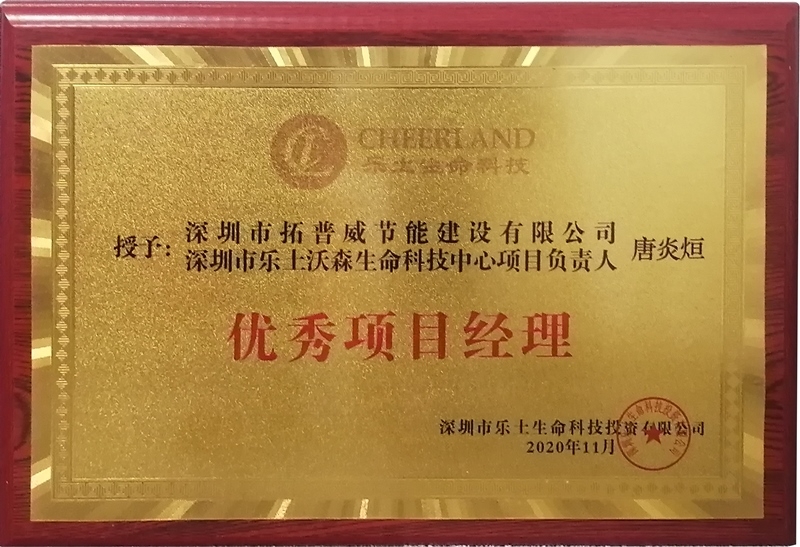 CHEERLAND
乐土生命科技
授予:
深圳市拓普威节能建设有限公司
深圳市乐土沃森生命科技中心项目负责人
唐炎烜
优秀项目经理
深圳市乐土生命科技投资有限公司
2020年11月